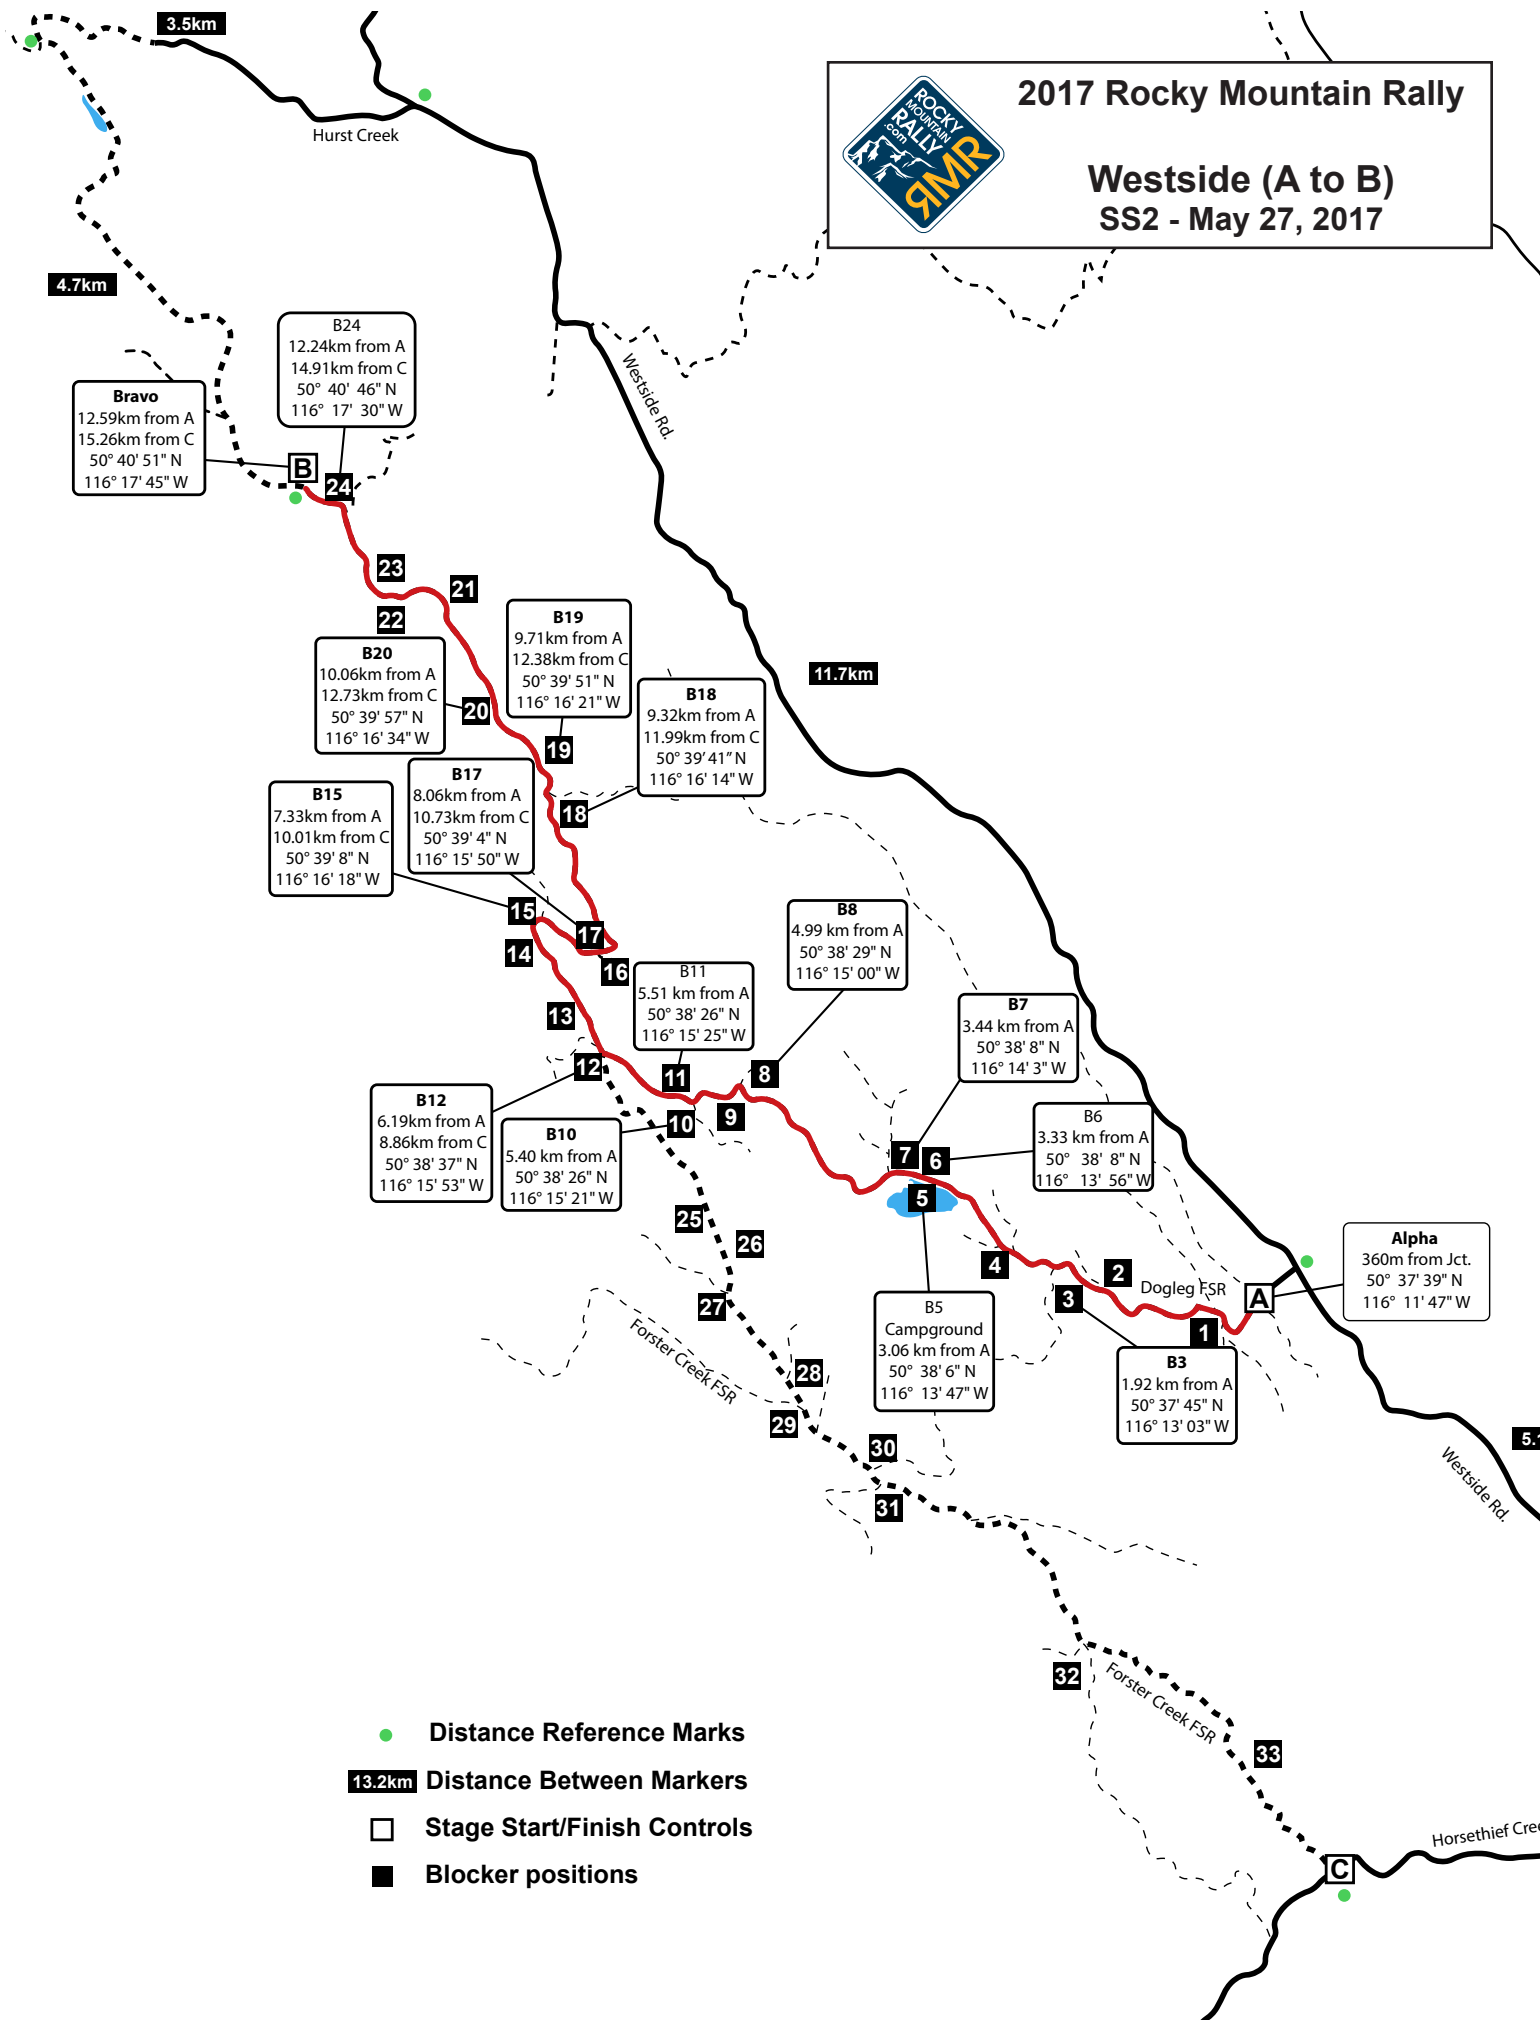 3.5km
Hurst Creek
2017 Rocky Mountain Rally
Westside (A to B)
SS2 - May 27, 2017
ROCKY
MOUNTAIN
RALLY
.com
RMR
4.7km
B24
12.24km from A
14.91km from C
50° 40' 46" N
116° 17' 30" W
Bravo
12.59km from A
15.26km from C
50° 40' 51" N
116° 17' 45" W
Westside Rd.
B
24
23
21
22
B19
9.71km from A
12.38km from C
50° 39' 51" N
116° 16' 21" W
B20
10.06km from A
12.73km from C
50° 39' 57" N
116° 16' 34" W
11.7km
B18
9.32km from A
11.99km from C
50° 39' 41" N
116° 16' 14" W
20
19
B17
8.06km from A
10.73km from C
50° 39' 4" N
116° 15' 50" W
B15
7.33km from A
10.01km from C
50° 39' 8" N
116° 16' 18" W
18
15
17
14
16
B8
4.99 km from A
50° 38' 29" N
116° 15' 00" W
B11
5.51 km from A
50° 38' 26" N
116° 15' 25" W
13
B7
3.44 km from A
50° 38' 8" N
116° 14' 3" W
12
11
8
9
10
B12
6.19km from A
8.86km from C
50° 38' 37" N
116° 15' 53" W
B10
5.40 km from A
50° 38' 26" N
116° 15' 21" W
B6
3.33 km from A
50° 38' 8" N
116° 13' 56" W
7
6
5
25
26
4
2
3
Dogleg FSR
1
A
Alpha
360m from Jct.
50° 37' 39" N
116° 11' 47" W
27
B5
Campground
3.06 km from A
50° 38' 6" N
116° 13' 47" W
B3
1.92 km from A
50° 37' 45" N
116° 13' 03" W
Forster Creek FSR
28
29
30
31
5.1
Westside Rd.
32
Forster Creek FSR
33
Horsethief Cree
C
Distance Reference Marks
13.2km Distance Between Markers
Stage Start/Finish Controls
Blocker positions